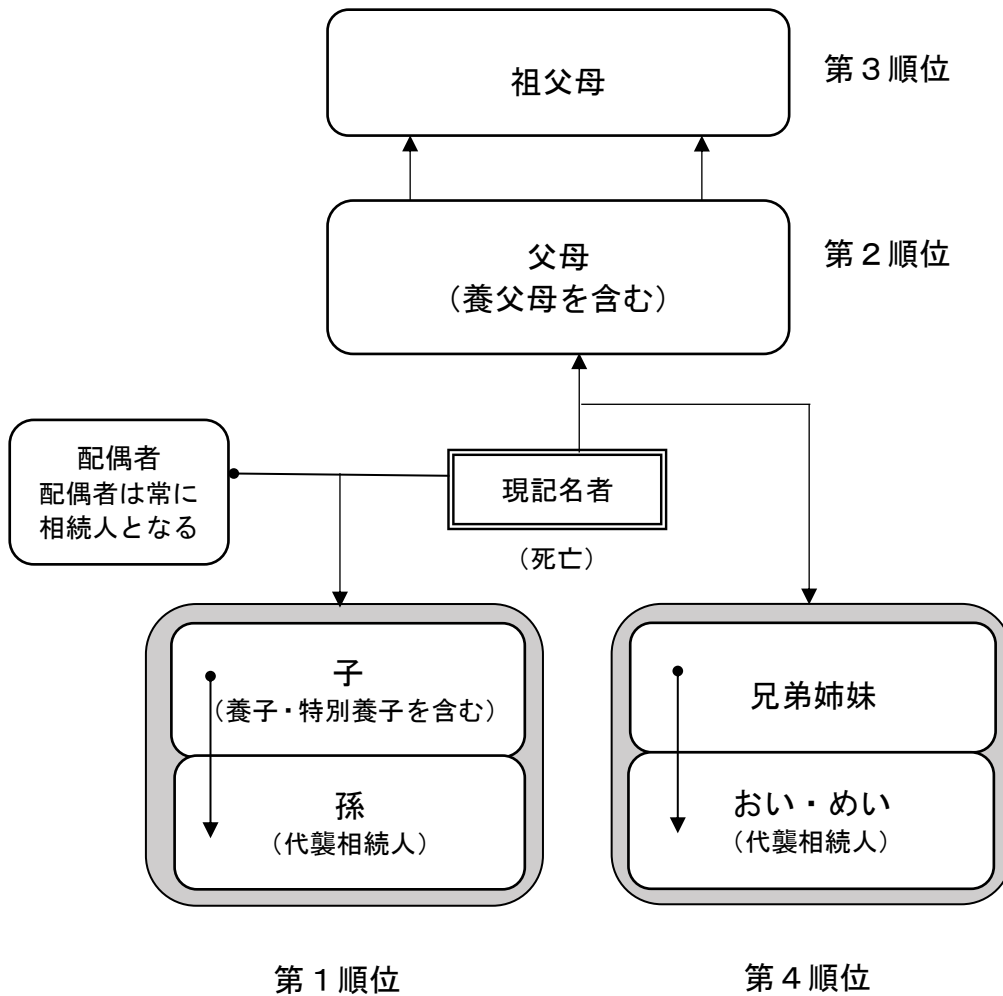 祖父母
第３順位
父母
（養父母を含む）
第２順位
配偶者
配偶者は常に
相続人となる
現記名者
（死亡）
子
（養子・特別養子を含む）
孫
（代襲相続人）
兄弟姉妹
おい・めい
（代襲相続人）
第１順位
第４順位